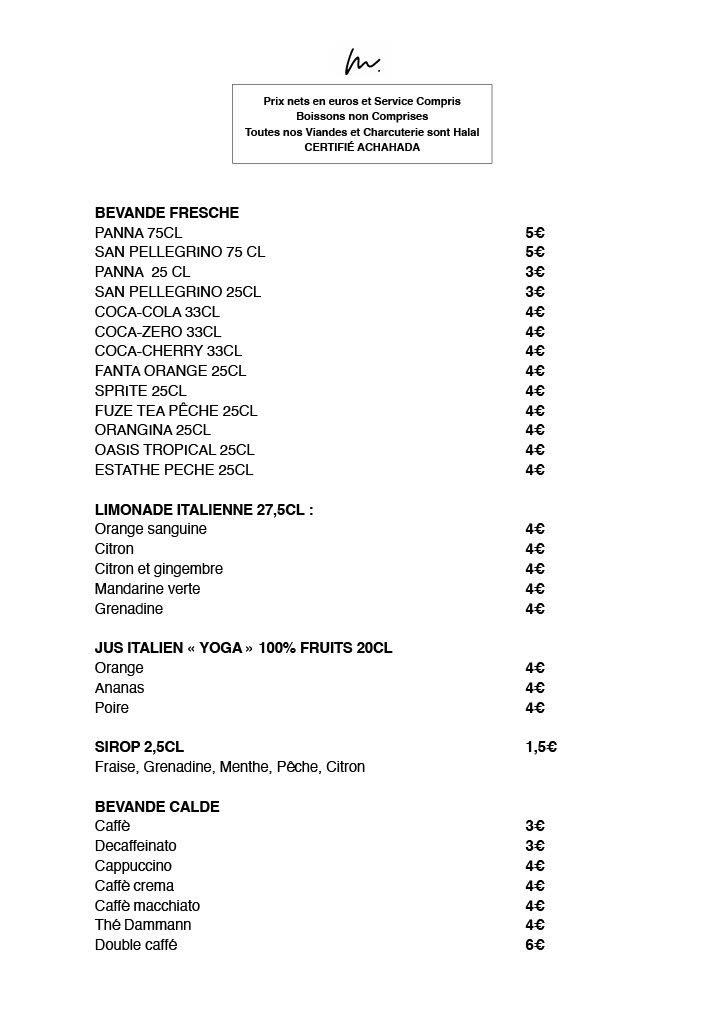 Prix nets en euros et Service Compris
Boissons non Comprises
Toutes nos Viandes et Charcuterie sont Halal
CERTIFIÉ ACHAHADA
BEVANDE FRESCHE
PANNA 75CL 5€
SAN PELLEGRINO 75 CL 5€
PANNA  25 CL 3€
SAN PELLEGRINO 25CL 3€
COCA-COLA 33CL 4€
COCA-ZERO 33CL 4€
COCA-CHERRY 33CL 4€
FANTA ORANGE 25CL 4€
SPRITE 25CL 4€
FUZE TEA PÊCHE 25CL 4€
ORANGINA 25CL 4€
OASIS TROPICAL 25CL 4€
ESTATHE PECHE 25CL 4€
LIMONADE ITALIENNE 27,5CL :
Orange sanguine 4€
Citron 4€
Citron et gingembre 4€
Mandarine verte 4€
Grenadine 4€
JUS ITALIEN « YOGA » 100% FRUITS 20CL
Orange 4€
Ananas 4€
Poire 4€
SIROP 2,5CL 1,5€
Fraise, Grenadine, Menthe, Pêche, Citron
BEVANDE CALDE
Caffè 3€
Decaffeinato 3€
Cappuccino 4€
Caffè crema 4€
Caffè macchiato 4€
Thé Dammann 4€
Double caffé 6€